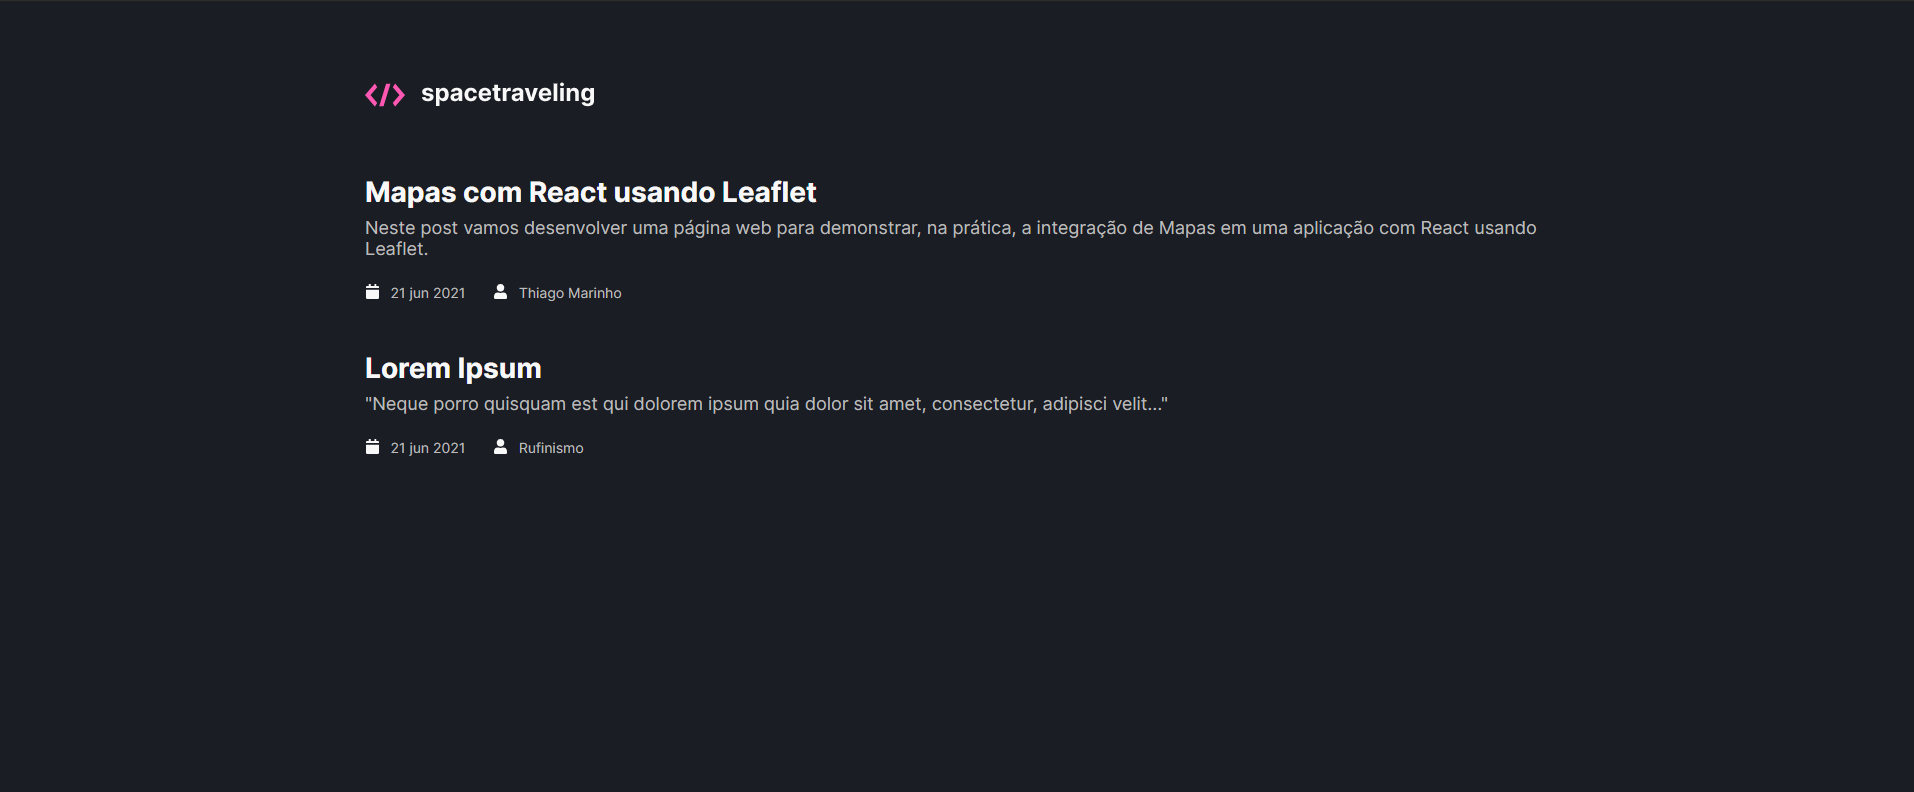 </> spacetraveling
Mapas com React usando Leaflet
Neste post vamos desenvolver uma página web para demonstrar, na prática, a integração de Mapas em uma aplicação com React usando
Leaflet.
21 jun 2021 Thiago Marinho
Lorem Ipsum
"Neque porro quisquam est qui dolorem ipsum quia dolor sit amet, consectetur, adipisci velit..."
21 jun 2021 Rufinismo